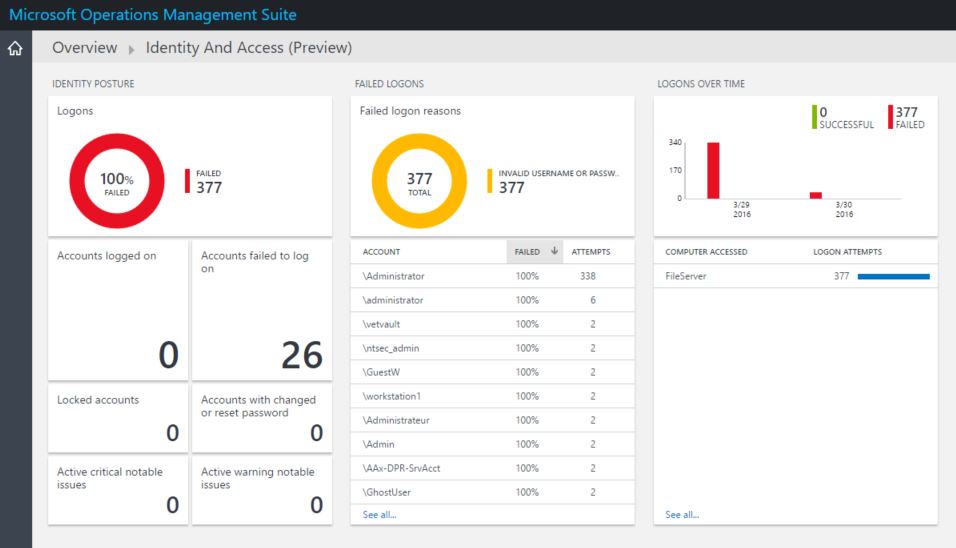 Microsoft Operations Management Suite
Overview Identity And Access (Preview)
IDENTITY POSTURE
Logons
100% FAILED
FAILED
377
Accounts logged on
0
Accounts failed to log
on
26
Locked accounts
0
Accounts with changed
or reset password
0
Active critical notable
issues
0
Active warning notable
issues
0
FAILED LOGONS
Failed logon reasons
377
TOTAL
INVALID USERNAME OR PASSW..
377
ACCOUNT FAILED ATTEMPTS
\Administrator 100% 338
\administrator 100% 6
\vetvault 100% 2
\ntsec_admin 100% 2
\GuestW 100% 2
\workstation1 100% 2
\Administrateur 100% 2
\Admin 100% 2
\AAx-DPR-SrvAcct 100% 2
\GhostUser 100% 2
See all...
LOGONS OVER TIME
0
SUCCESSFUL
377
FAILED
340
170
0
3/29
2016
3/30
2016
COMPUTER ACCESSED LOGON ATTEMPTS
FileServer 377
See all...